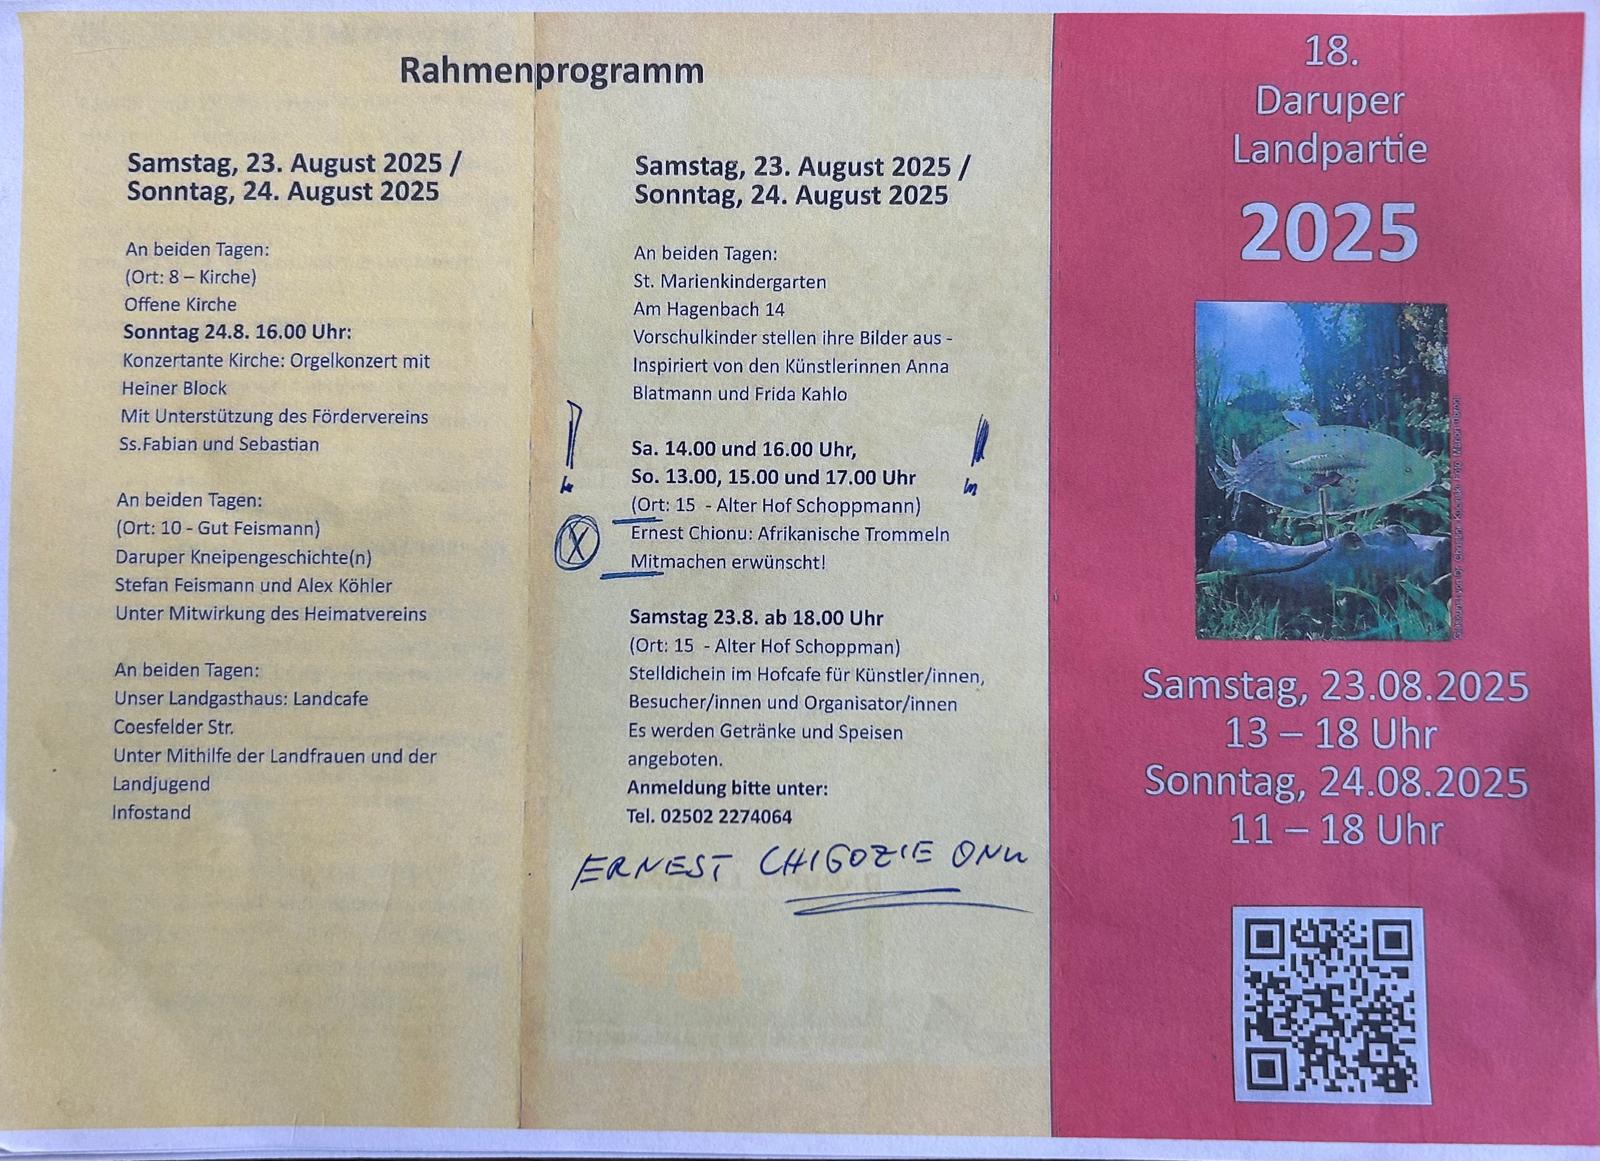 Rahmenprogramm
Samstag, 23. August 2025 /
Sonntag, 24. August 2025
An beiden Tagen:
(Ort: 8 – Kirche)
Offene Kirche
Sonntag 24.8. 16.00 Uhr:
Konzertante Kirche: Orgelkonzert mit
Heiner Block
Mit Unterstützung des Fördervereins
Ss.Fabian und Sebastian
An beiden Tagen:
(Ort: 10 - Gut Feismann)
Daruper Kneipengeschichte(n)
Stefan Feismann und Alex Köhler
Unter Mitwirkung des Heimatvereins
An beiden Tagen:
Unser Landgasthaus: Landcafe
Coesfelder Str.
Unter Mithilfe der Landfrauen und der
Landjugend
Infostand
Samstag, 23. August 2025 /
Sonntag, 24. August 2025
An beiden Tagen:
St. Marienkindergarten
Am Hagenbach 14
Vorschulkinder stellen ihre Bilder aus -
Inspiriert von den Künstlerinnen Anna
Blatmann und Frida Kahlo
Sa. 14.00 und 16.00 Uhr,
So. 13.00, 15.00 und 17.00 Uhr
(Ort: 15 - Alter Hof Schoppmann)
Ernest Chionu: Afrikanische Trommeln
Mitmachen erwünscht!
Samstag 23.8. ab 18.00 Uhr
(Ort: 15 - Alter Hof Schoppman)
Stelldichein im Hofcafe für Künstler/innen,
Besucher/innen und Organisator/innen
Es werden Getränke und Speisen
angeboten.
Anmeldung bitte unter:
Tel. 02502 2274064
ERNEST CHIGOZIE ONU
18.
Daruper
Landpartie
2025
Samstag, 23.08.2025
13 – 18 Uhr
Sonntag, 24.08.2025
11 – 18 Uhr